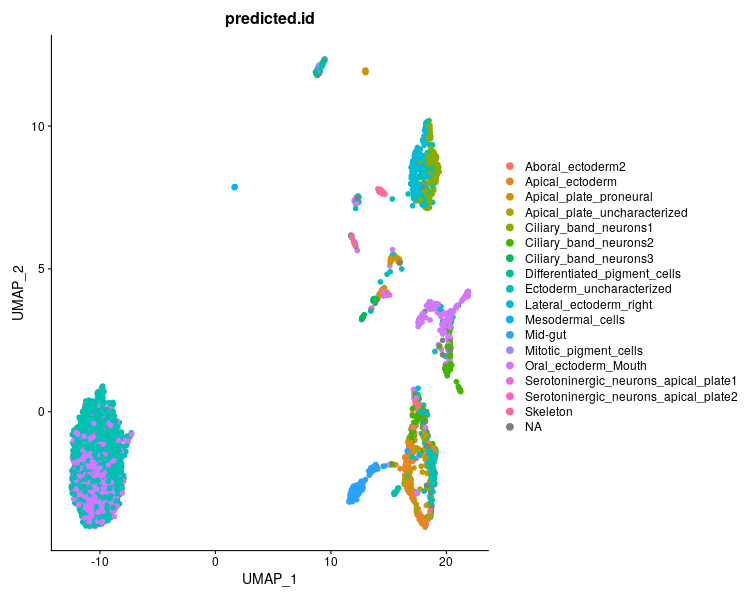 predicted.id
10
5
0
UMAP_2
-10
0
10
20
UMAP_1
Aboral_ectoderm2
Apical_ectoderm
Apical_plate_proneural
Apical_plate_uncharacterized
Ciliary_band_neurons1
Ciliary_band_neurons2
Ciliary_band_neurons3
Differentiated_pigment_cells
Ectoderm_uncharacterized
Lateral_ectoderm_right
Mesodermal_cells
Mid-gut
Mitotic_pigment_cells
Oral_ectoderm_Mouth
Serotoninergic_neurons_apical_plate1
Serotoninergic_neurons_apical_plate2
Skeleton
NA